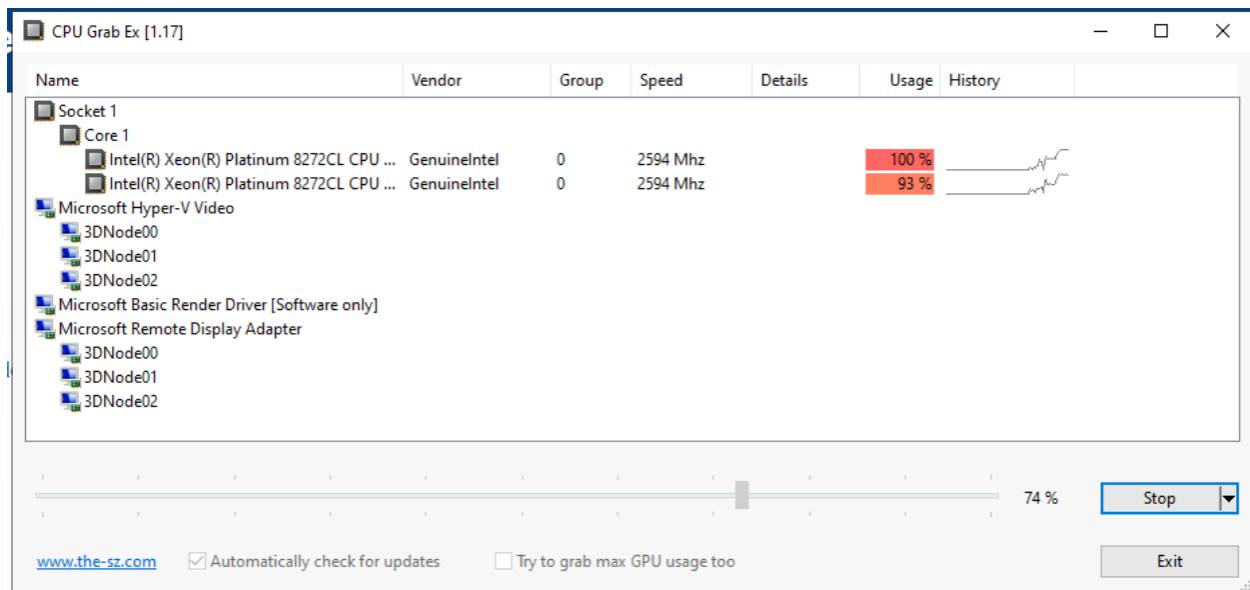 CPU Grab Ex [1.17]
Name Vendor Group Speed Details Usage History
Socket 1
Core 1
Intel(R) Xeon(R) Platinum 8272CL CPU ... GenuineIntel 0 2594 Mhz 100 %
Intel(R) Xeon(R) Platinum 8272CL CPU ... GenuineIntel 0 2594 Mhz 93 %
Microsoft Hyper-V Video
3DNode00
3DNode01
3DNode02
Microsoft Basic Render Driver [Software only]
Microsoft Remote Display Adapter
3DNode00
3DNode01
3DNode02
74 % Stop
www.the-sz.com Automatically check for updates Try to grab max GPU usage too Exit